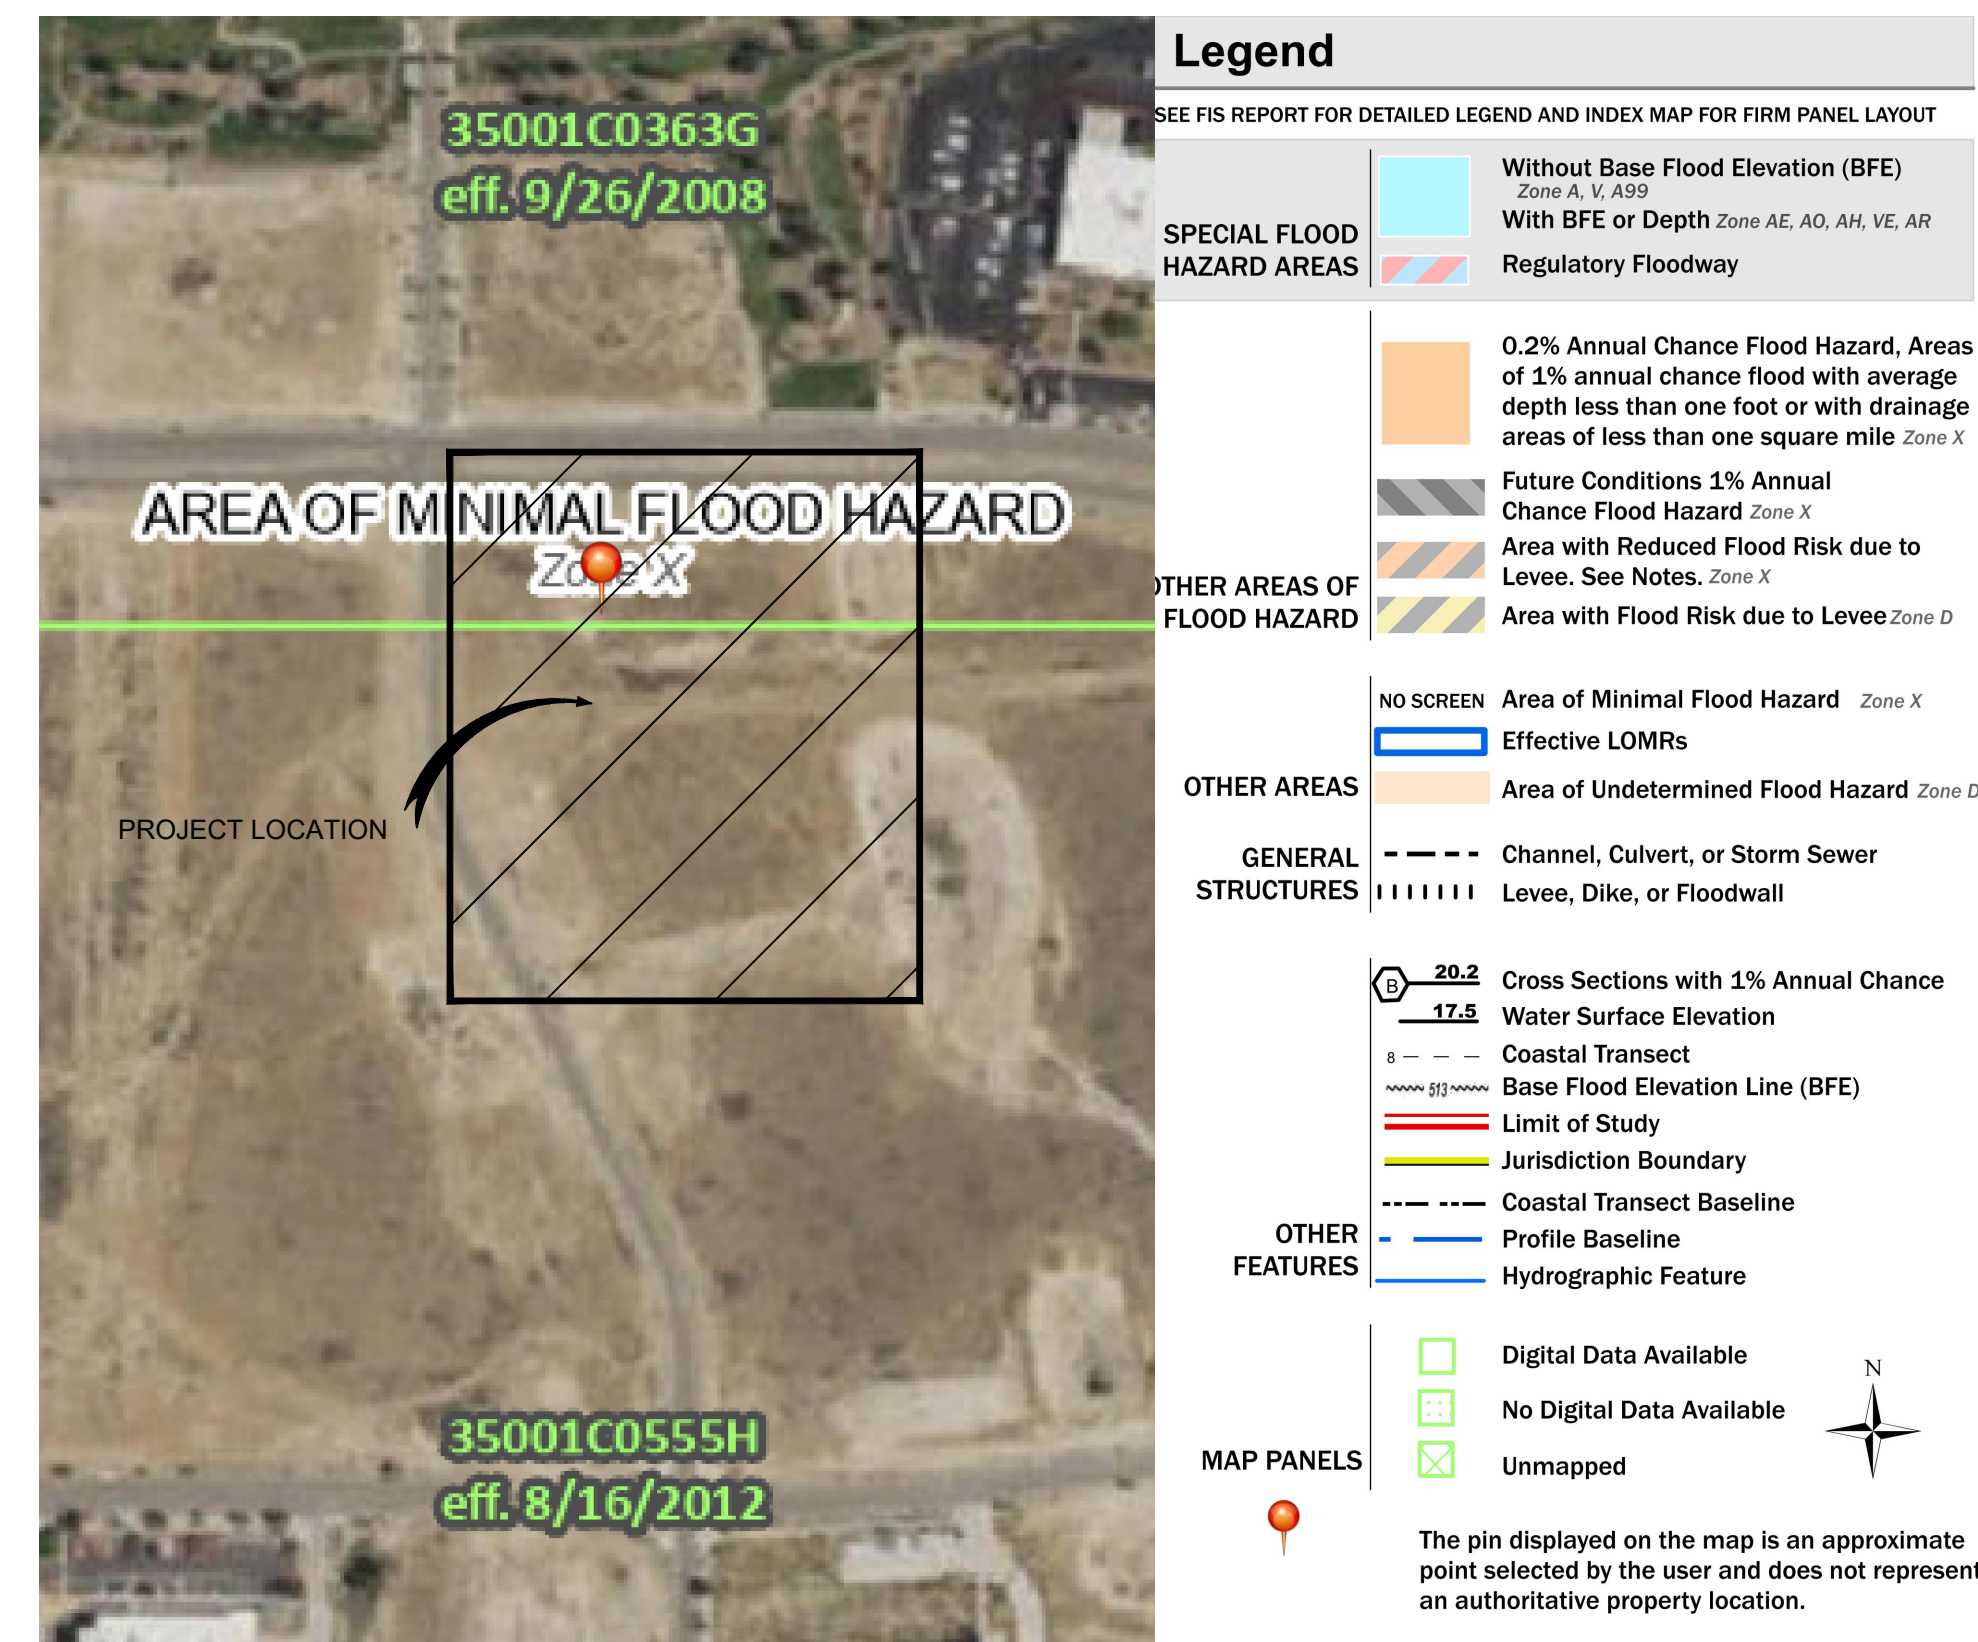 35001C0363G
eff. 9/26/2008
AREA OF MINIMAL FLOOD HAZARD
Zone X
PROJECT LOCATION
35001C0555H
eff. 8/16/2012
Legend
SEE FIS REPORT FOR DETAILED LEGEND AND INDEX MAP FOR FIRM PANEL LAYOUT
SPECIAL FLOOD
HAZARD AREAS
Without Base Flood Elevation (BFE)
Zone A, V, A99
With BFE or Depth Zone AE, AO, AH, VE, AR
Regulatory Floodway
OTHER AREAS OF
FLOOD HAZARD
0.2% Annual Chance Flood Hazard, Areas
of 1% annual chance flood with average
depth less than one foot or with drainage
areas of less than one square mile Zone X
Future Conditions 1% Annual
Chance Flood Hazard Zone X
Area with Reduced Flood Risk due to
Levee. See Notes. Zone X
Area with Flood Risk due to Levee Zone D
OTHER AREAS
NO SCREEN Area of Minimal Flood Hazard Zone X
Effective LOMRs
Area of Undetermined Flood Hazard Zone D
GENERAL
STRUCTURES
Channel, Culvert, or Storm Sewer
Levee, Dike, or Floodwall
OTHER
FEATURES
B 20.2 Cross Sections with 1% Annual Chance
17.5 Water Surface Elevation
8 Coastal Transect
513 Base Flood Elevation Line (BFE)
Limit of Study
Jurisdiction Boundary
Coastal Transect Baseline
Profile Baseline
Hydrographic Feature
MAP PANELS
Digital Data Available
No Digital Data Available
Unmapped
N
The pin displayed on the map is an approximate
point selected by the user and does not represent
an authoritative property location.